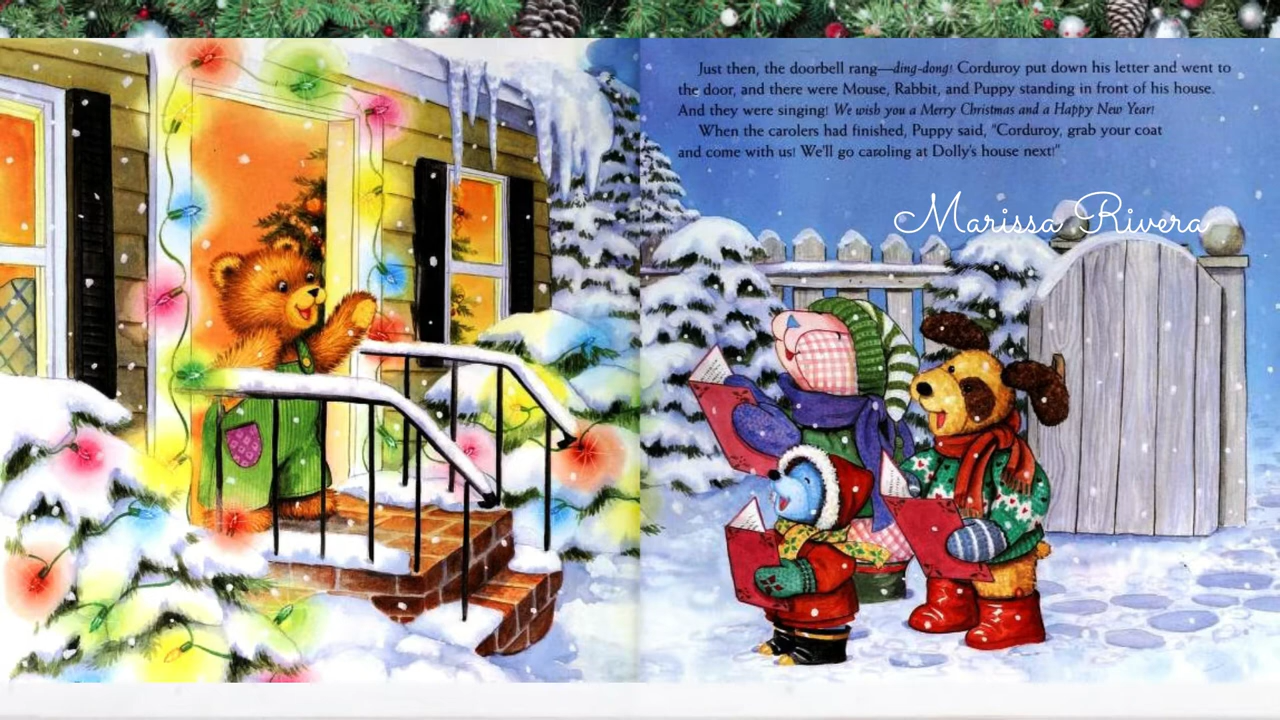 Just then, the doorbell rang—ding-dong! Corduroy put down his letter and went to
the door, and there were Mouse, Rabbit, and Puppy standing in front of his house.
And they were singing! We wish you a Merry Christmas and a Happy New Year!
When the carolers had finished, Puppy said, "Corduroy, grab your coat
and come with us! We'll go caroling at Dolly's house next!"
Marissa Rivera